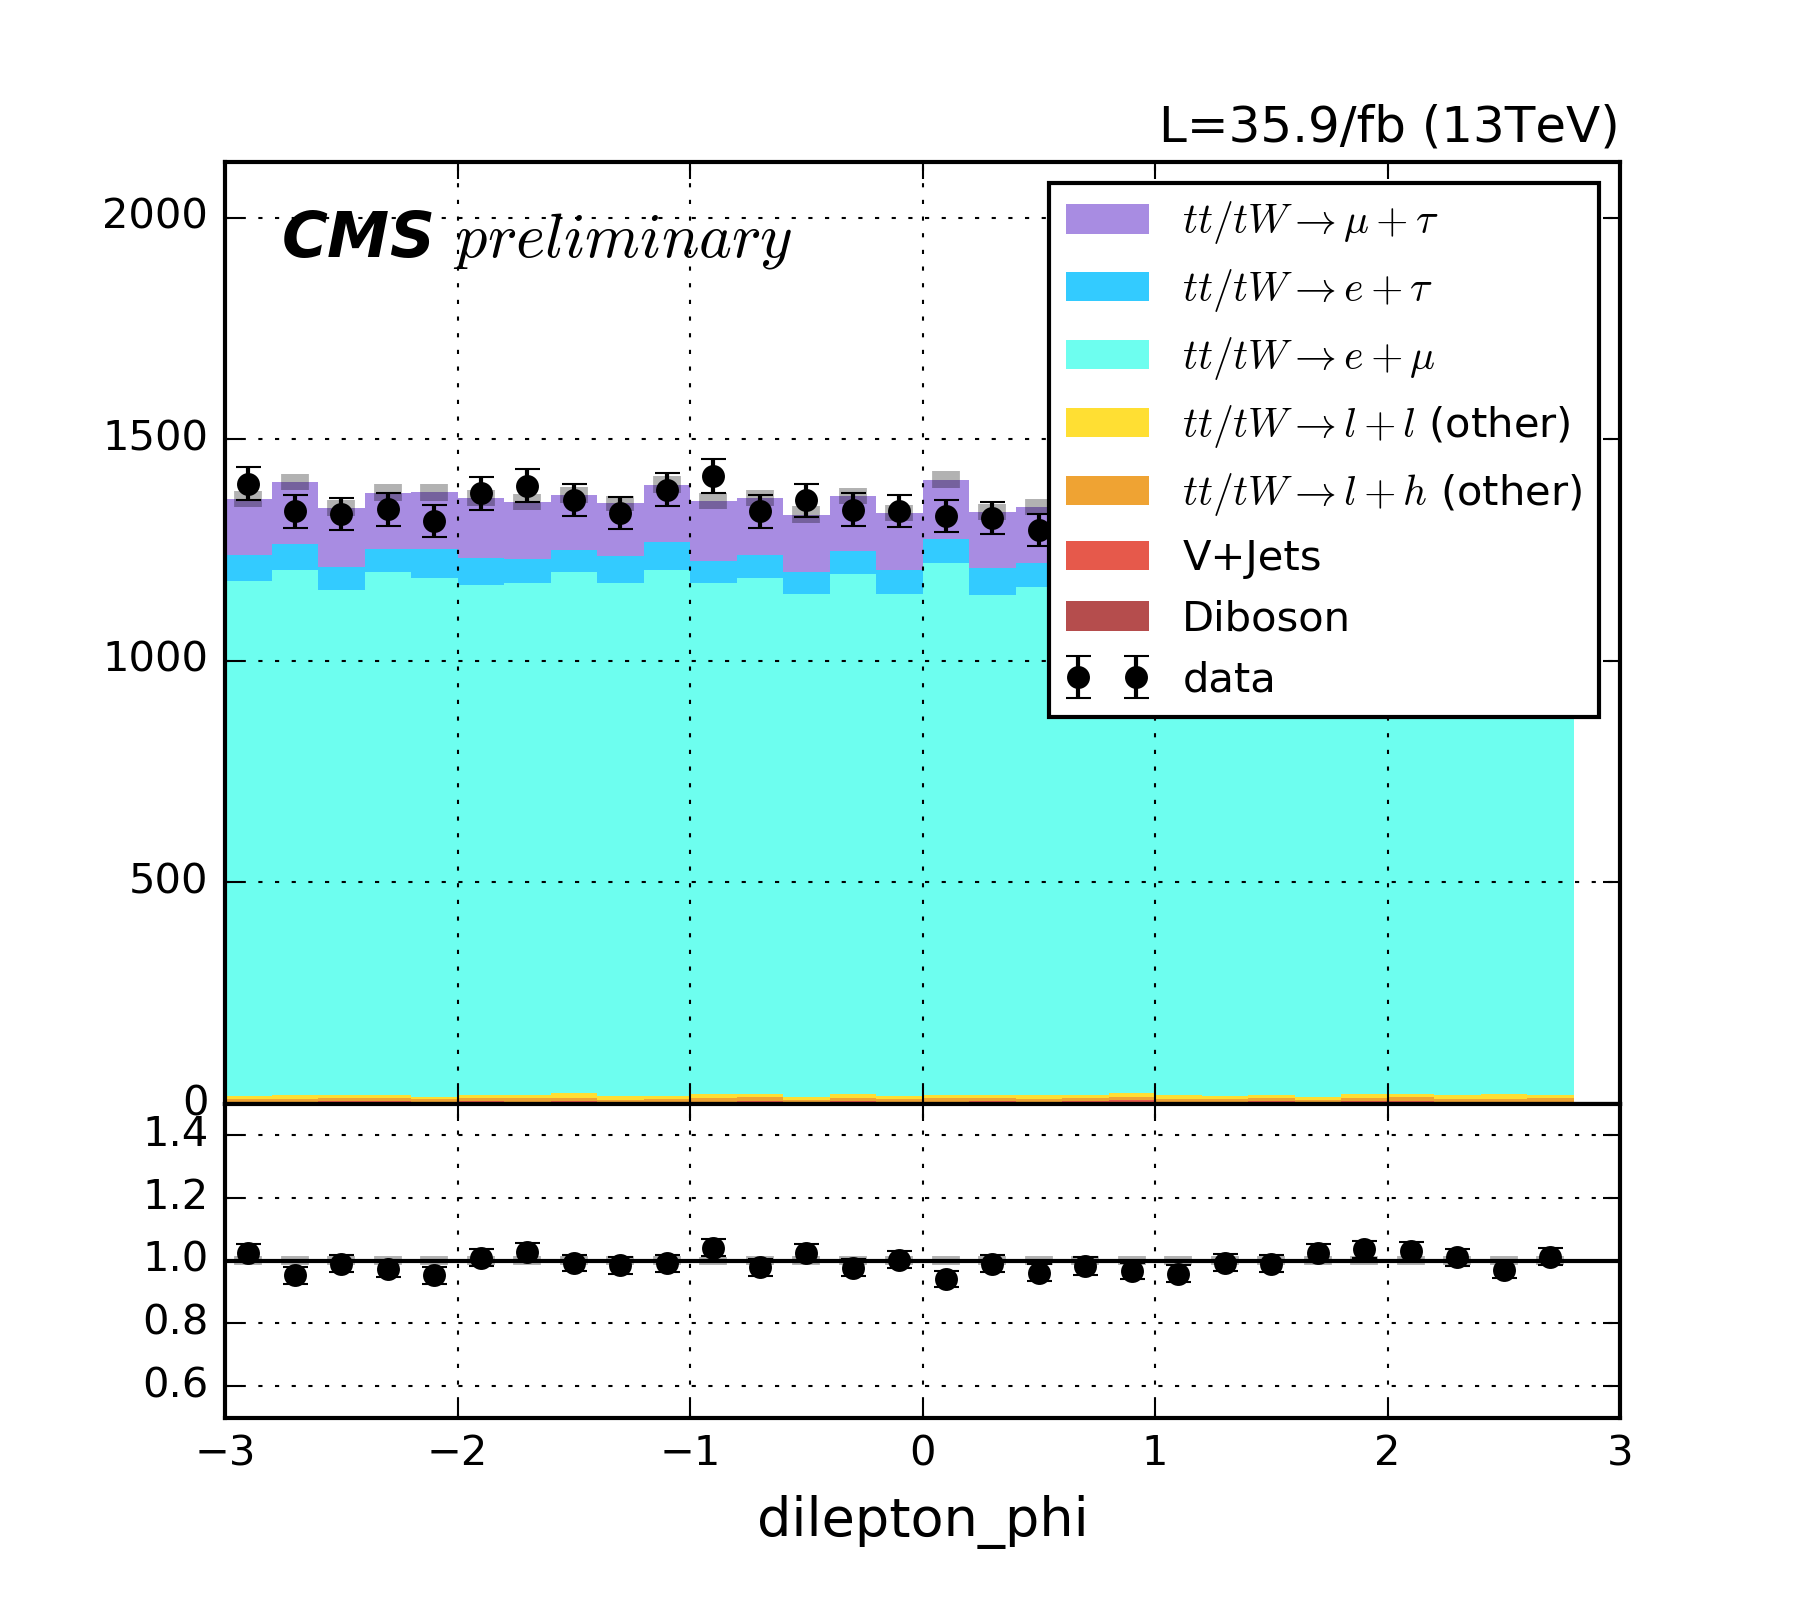 L=35.9/fb (13TeV)
CMS preliminary
2000
1500
1000
500
0
tt/tW → μ + τ
tt/tW → e + τ
tt/tW → e + μ
tt/tW → l + l (other)
tt/tW → l + h (other)
V+Jets
Diboson
data
1.4
1.2
1.0
0.8
0.6
−3 −2 −1 0 1 2 3
dilepton_phi